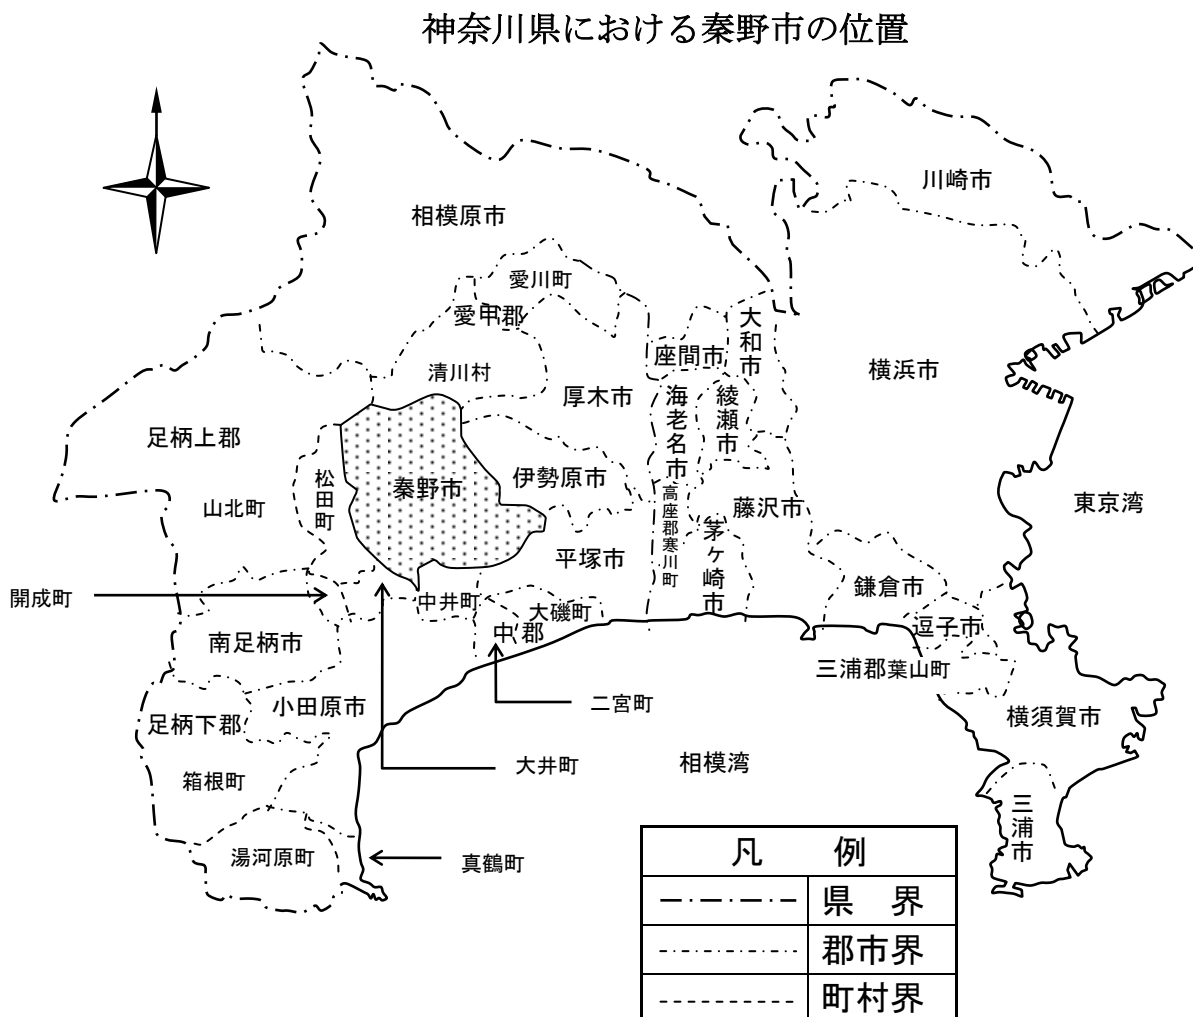 神奈川県における秦野市の位置
川崎市
相模原市
愛川町
愛甲郡
大和市
座間市
横浜市
清川村
厚木市
海老名市
綾瀬市
足柄上郡
松田町
秦野市
伊勢原市
山北町
高座郡寒川町
藤沢市
東京湾
茅ヶ崎市
平塚市
鎌倉市
開成町
中井町
大磯町
中郡
逗子市
南足柄市
三浦郡葉山町
小田原市
二宮町
横須賀市
足柄下郡
大井町
相模湾
箱根町
三浦市
湯河原町
真鶴町
凡 例
県 界
郡市界
町村界